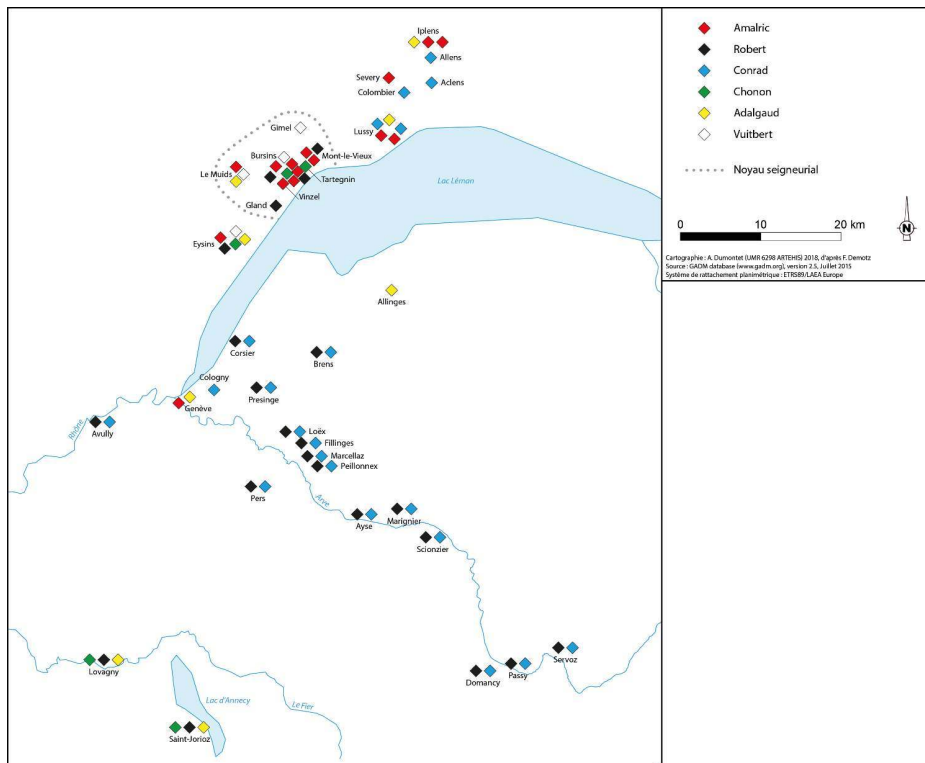 Iplens
Allens
Severy
Aclens
Colombier
Gimel
Lussy
Bursins
Mont-le-Vieux
Le Muids
Tartegnin
Lac Léman
Vinzel
Gland
Eysins
Allinges
Corsier
Brens
Cologny
Presinge
Genève
Rhône
Avully
Loëx
Fillinges
Marcellaz
Peillonnex
Pers
Arve
Ayse
Marignier
Scionzier
Servoz
Passy
Domancy
Lovagny
Lac d'Annecy
Le Fier
Saint-Jorioz
Amalric
Robert
Conrad
Chonon
Adalgaud
Vuitbert
Noyau seigneurial
0 10 20 km
N
Cartographie : A. Dumontet (UMR 6298 ARTEHIS) 2018, d'après F. Demotz
Source : GADM database (www.gadm.org), version 2.5, Juillet 2015
Système de rattachement planimétrique : ETRS89/LAEA Europe